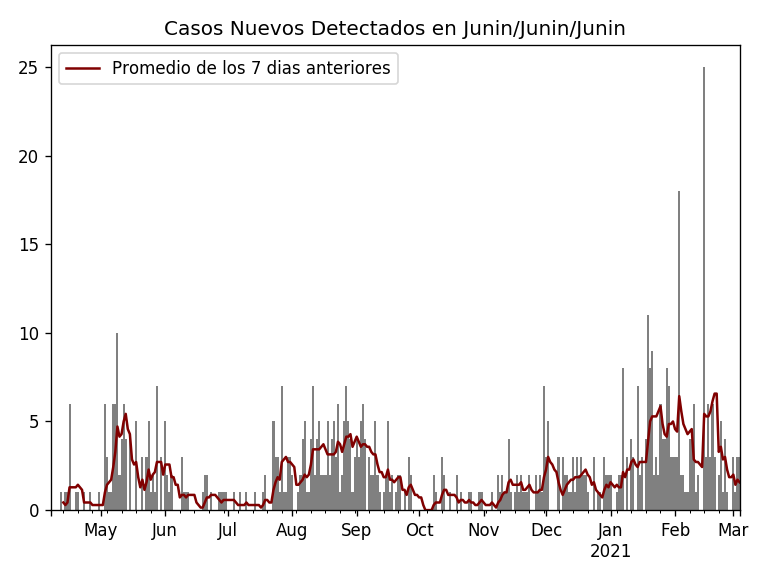 Casos Nuevos Detectados en Junin/Junin/Junin
Promedio de los 7 dias anteriores
25
20
15
10
5
0
May Jun Jul Aug Sep Oct Nov Dec Jan Feb Mar
2021